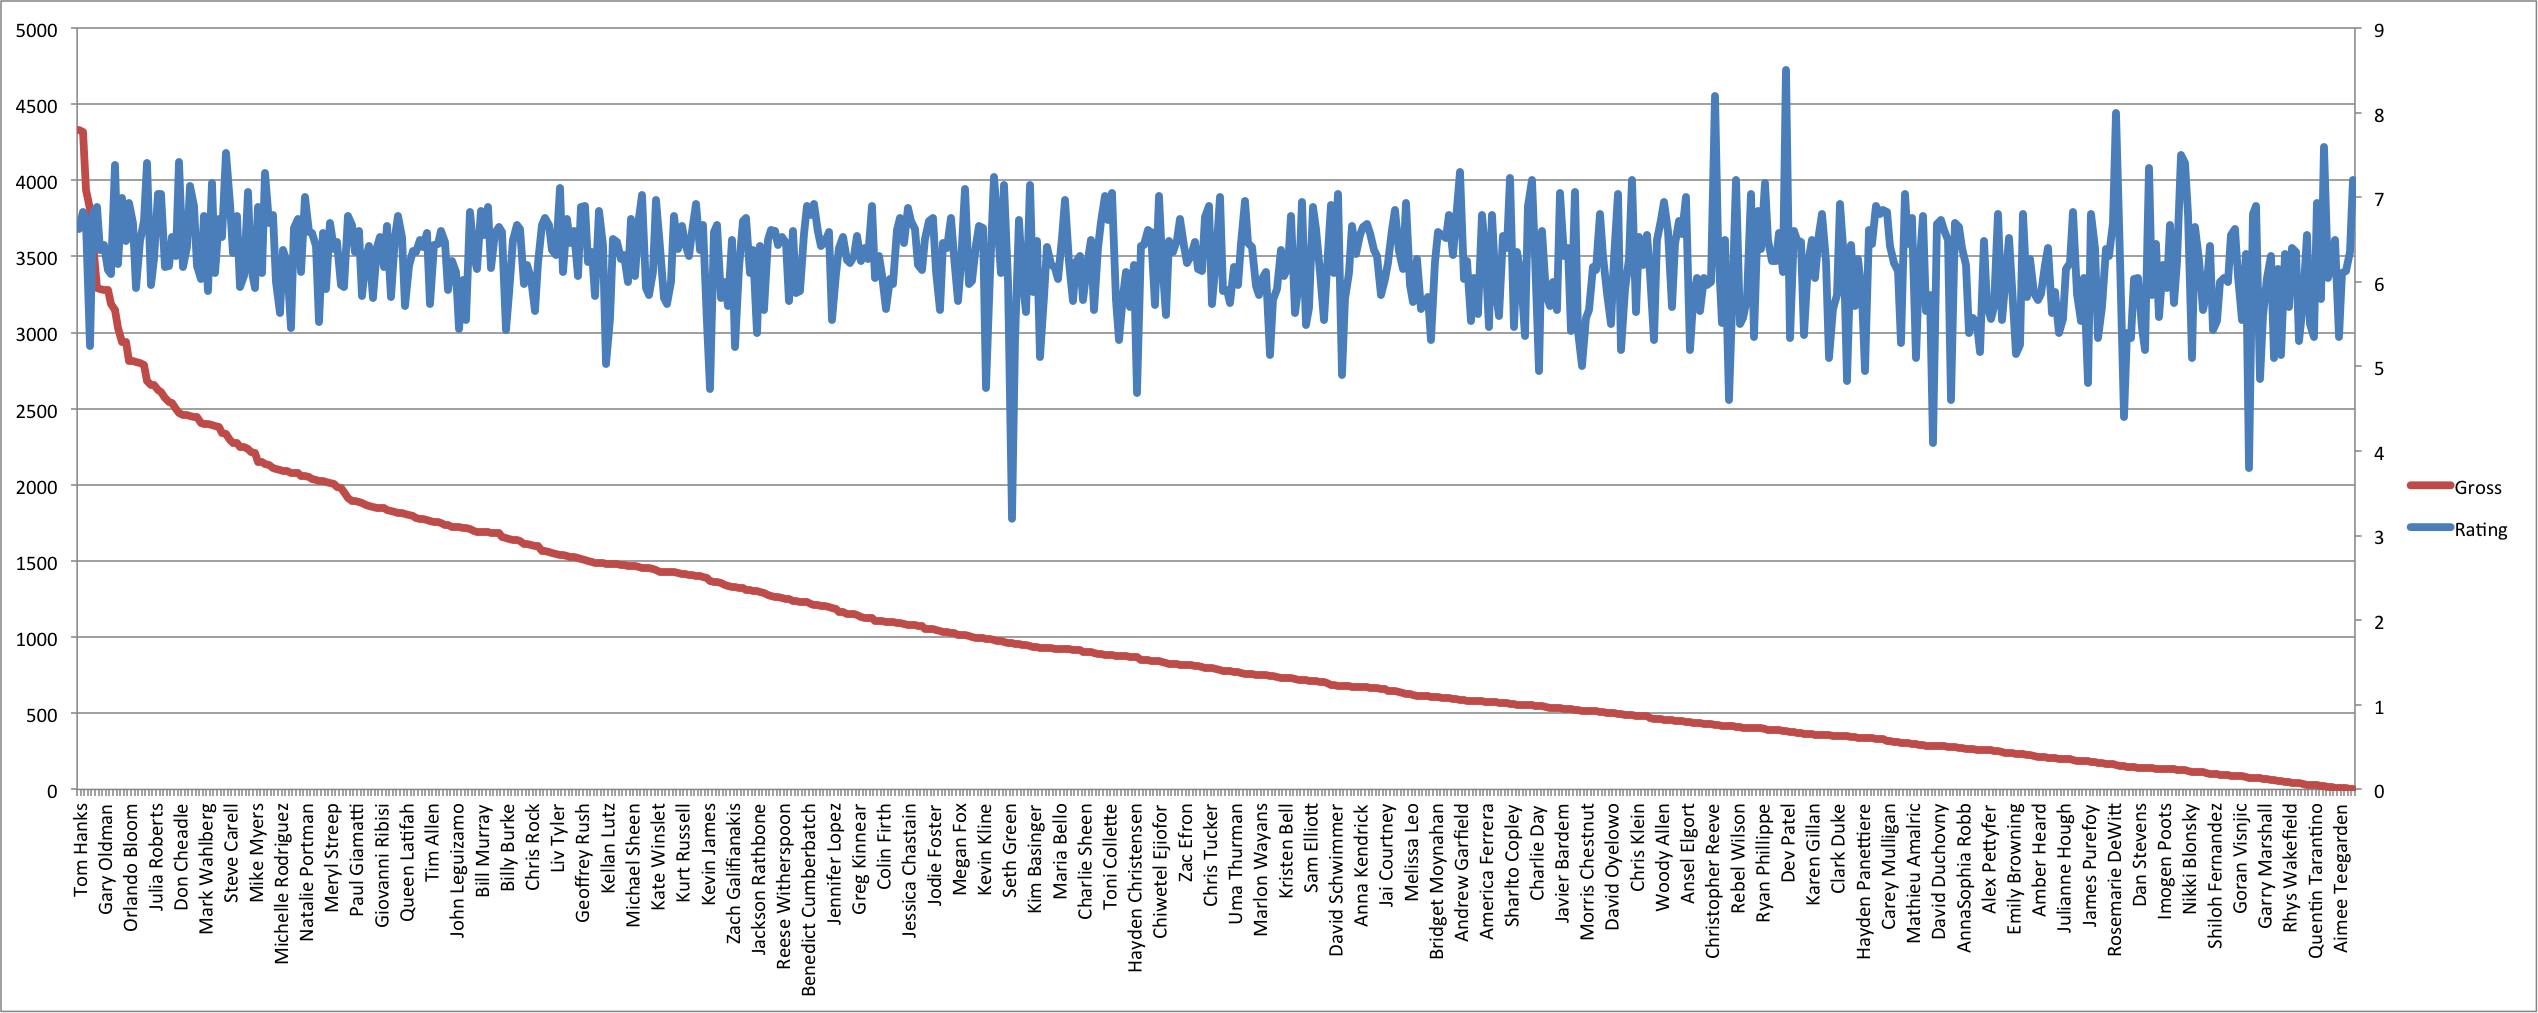 5000
4500
4000
3500
3000
2500
2000
1500
1000
500
0
9
8
7
6
5
4
3
2
1
0
Gross
Rating
Tom Hanks
Gary Oldman
Orlando Bloom
Julia Roberts
Don Cheadle
Mark Wahlberg
Steve Carell
Mike Myers
Michelle Rodriguez
Natalie Portman
Meryl Streep
Paul Giamatti
Giovanni Ribisi
Queen Latifah
Tim Allen
John Leguizamo
Bill Murray
Billy Burke
Chris Rock
Liv Tyler
Geoffrey Rush
Kellan Lutz
Michael Sheen
Kate Winslet
Kurt Russell
Kevin James
Zach Galifianakis
Jackson Rathbone
Reese Witherspoon
Benedict Cumberbatch
Jennifer Lopez
Greg Kinnear
Colin Firth
Jessica Chastain
Jodie Foster
Megan Fox
Kevin Kline
Seth Green
Kim Basinger
Maria Bello
Charlie Sheen
Toni Collette
Hayden Christensen
Chiwetel Ejiofor
Zac Efron
Chris Tucker
Uma Thurman
Marlon Wayans
Kristen Bell
Sam Elliott
David Schwimmer
Anna Kendrick
Jai Courtney
Melissa Leo
Bridget Moynahan
Andrew Garfield
America Ferrera
Sharlto Copley
Charlie Day
Javier Bardem
Morris Chestnut
David Oyelowo
Chris Klein
Woody Allen
Ansel Elgort
Christopher Reeve
Rebel Wilson
Ryan Phillippe
Dev Patel
Karen Gillan
Clark Duke
Hayden Panettiere
Carey Mulligan
Mathieu Amalric
David Duchovny
AnnaSophia Robb
Alex Pettyfer
Emily Browning
Amber Heard
Julianne Hough
James Purefoy
Rosemarie DeWitt
Dan Stevens
Imogen Poots
Nikki Blonsky
Shiloh Fernandez
Goran Visnjic
Garry Marshall
Rhys Wakefield
Quentin Tarantino
Aimee Teegarden